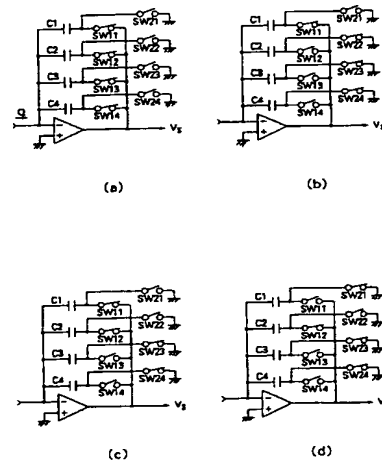 SW21
C1
SW11
SW22
C2
SW12
SW23
C3
SW13
SW24
C4
SW14
Q
−
+
Vs
(a)
SW21
C1
SW11
SW22
C2
SW12
SW23
C3
SW13
SW24
C4
SW14
−
+
(b)
SW21
C1
SW11
SW22
C2
SW12
SW23
C3
SW13
SW24
C4
SW14
−
+
Vs
(c)
SW21
C1
SW11
SW22
C2
SW12
SW23
C3
SW13
SW24
C4
SW14
−
+
Vs
(d)